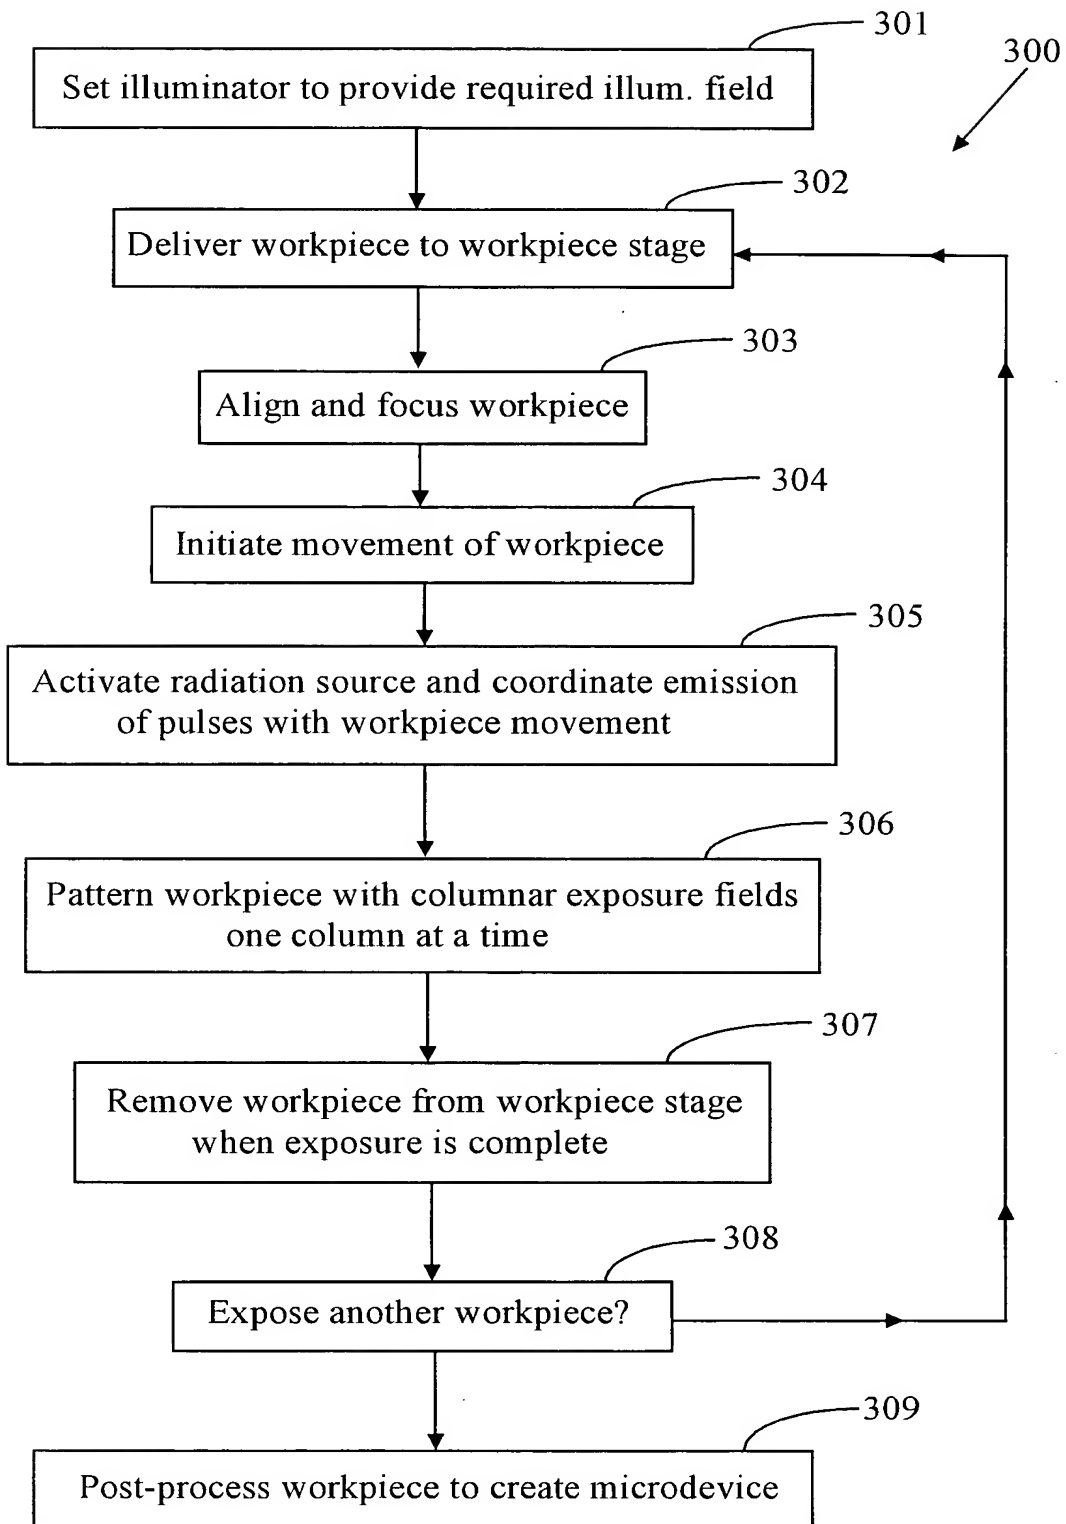 301
300
Set illuminator to provide required illum. field
302
Deliver workpiece to workpiece stage
303
Align and focus workpiece
304
Initiate movement of workpiece
305
Activate radiation source and coordinate emission
of pulses with workpiece movement
306
Pattern workpiece with columnar exposure fields
one column at a time
307
Remove workpiece from workpiece stage
when exposure is complete
308
Expose another workpiece?
309
Post-process workpiece to create microdevice